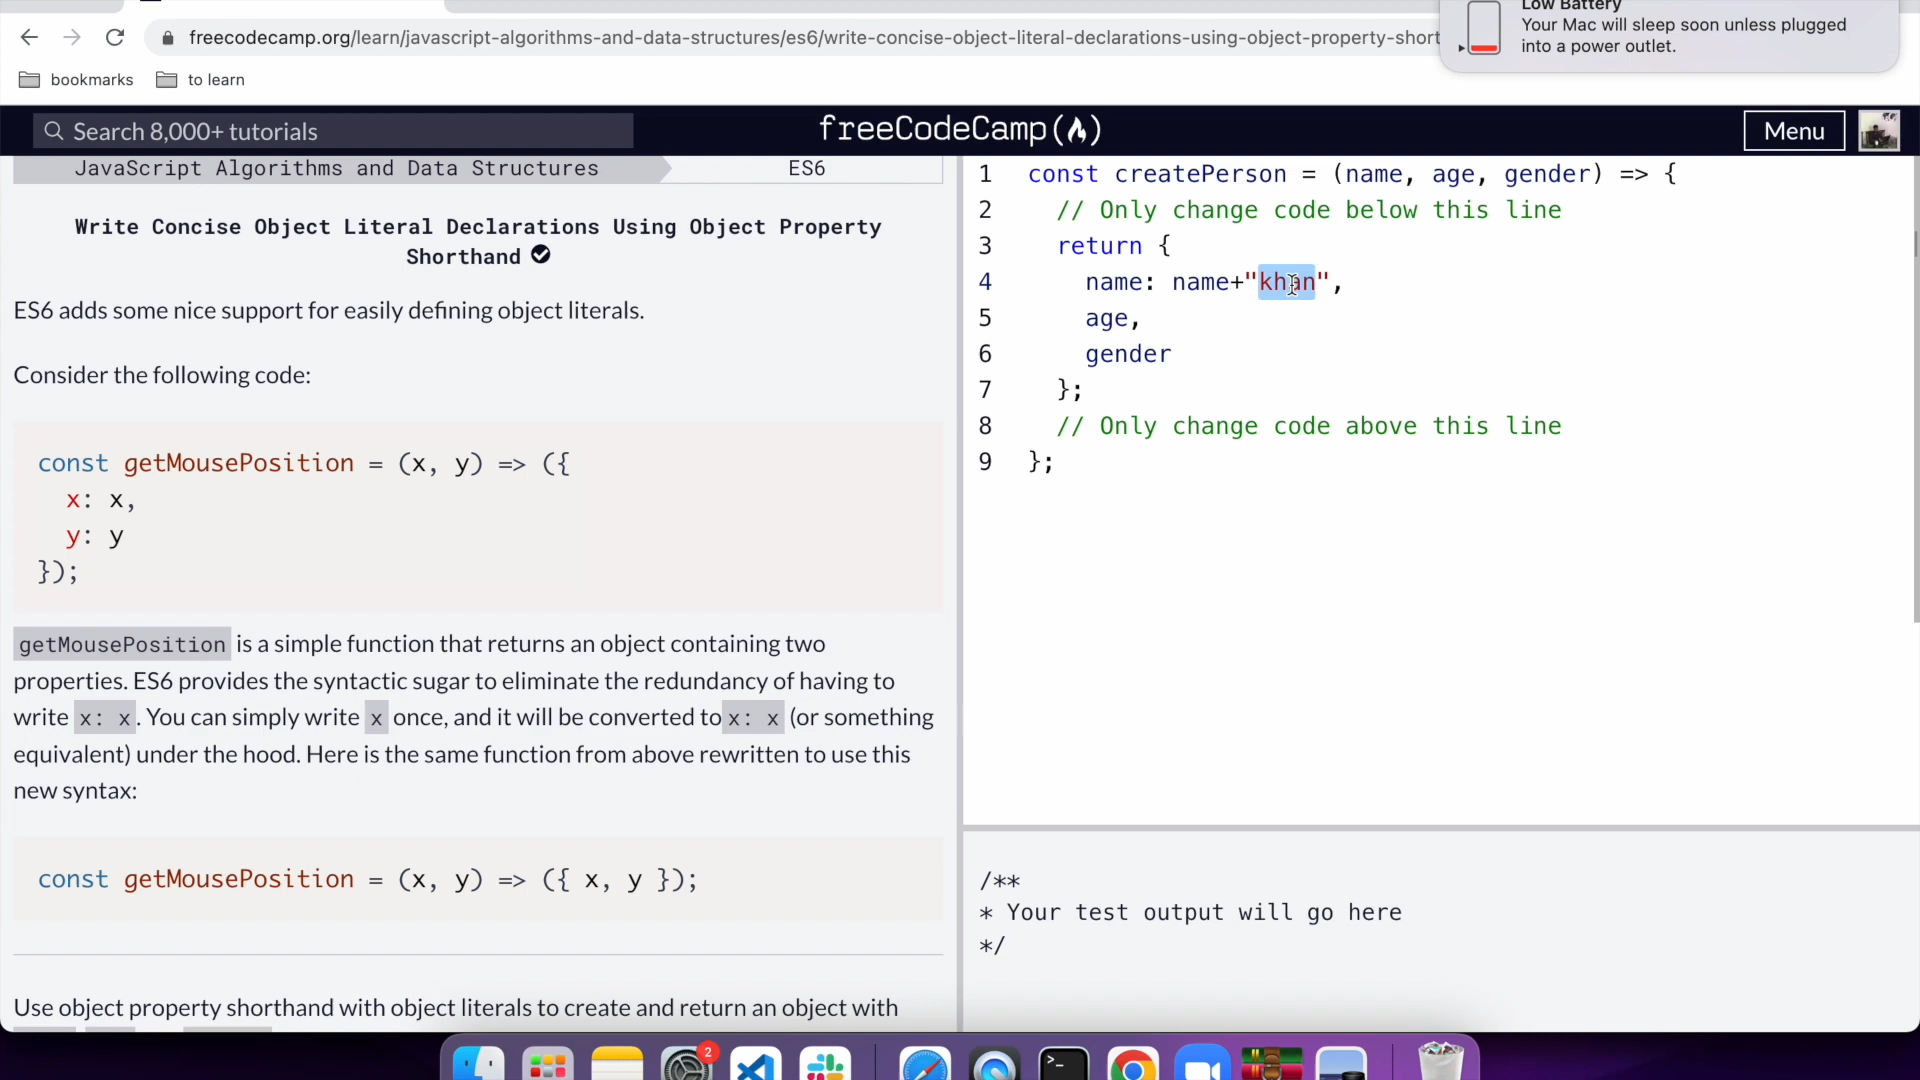 Low Battery
Your Mac will sleep soon unless plugged
into a power outlet.
freecodecamp.org/learn/javascript-algorithms-and-data-structures/es6/write-concise-object-literal-declarations-using-object-property-short
bookmarks to learn
Search 8,000+ tutorials
freeCodeCamp
Menu
JavaScript Algorithms and Data Structures ES6
Write Concise Object Literal Declarations Using Object Property
Shorthand
ES6 adds some nice support for easily defining object literals.
Consider the following code:
const getMousePosition = (x, y) => ({
x: x,
y: y
});
getMousePosition is a simple function that returns an object containing two
properties. ES6 provides the syntactic sugar to eliminate the redundancy of having to
write x: x. You can simply write x once, and it will be converted to x: x (or something
equivalent) under the hood. Here is the same function from above rewritten to use this
new syntax:
const getMousePosition = (x, y) => ({ x, y });
Use object property shorthand with object literals to create and return an object with
1 const createPerson = (name, age, gender) => {
2 // Only change code below this line
3 return {
4 name: name+"khan",
5 age,
6 gender
7 };
8 // Only change code above this line
9 };
/**
* Your test output will go here
*/
2